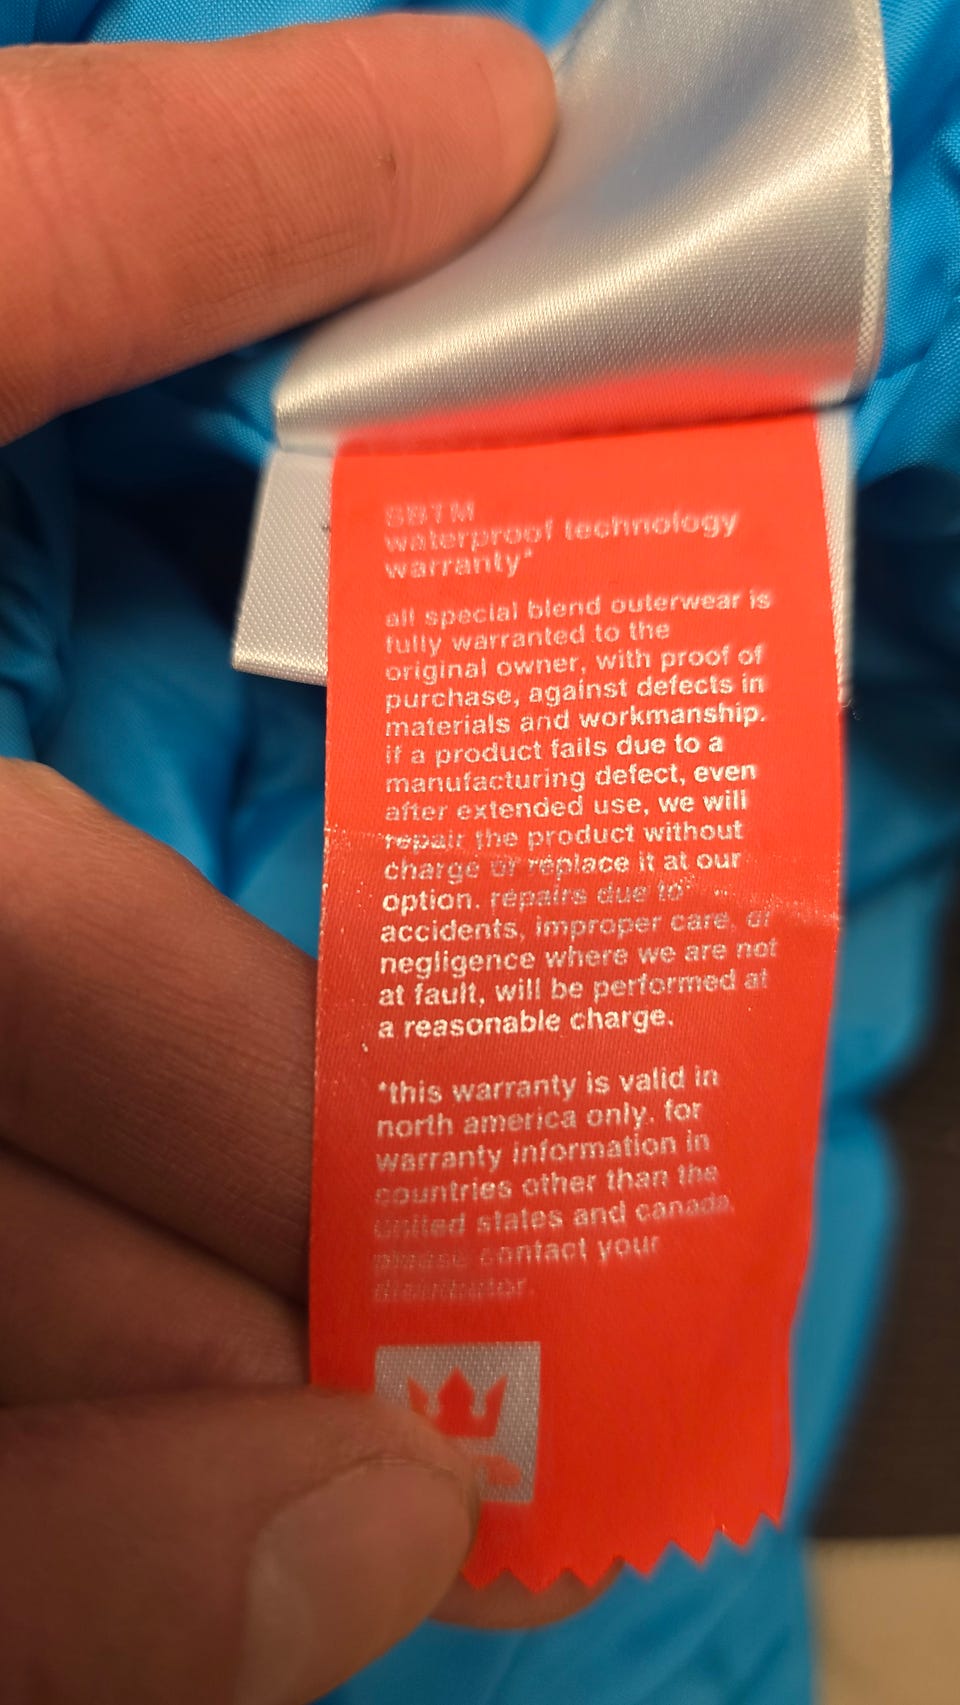 SBTM
waterproof technology
warranty*
all special blend outerwear is
fully warranted to the
original owner, with proof of
purchase, against defects in
materials and workmanship.
if a product fails due to a
manufacturing defect, even
after extended use, we will
repair the product without
charge or replace it at our
option. repairs due to
accidents, improper care, or
negligence where we are not
at fault, will be performed at
a reasonable charge.
*this warranty is valid in
north america only. for
warranty information in
countries other than the
united states and canada,
please contact your
distributor.